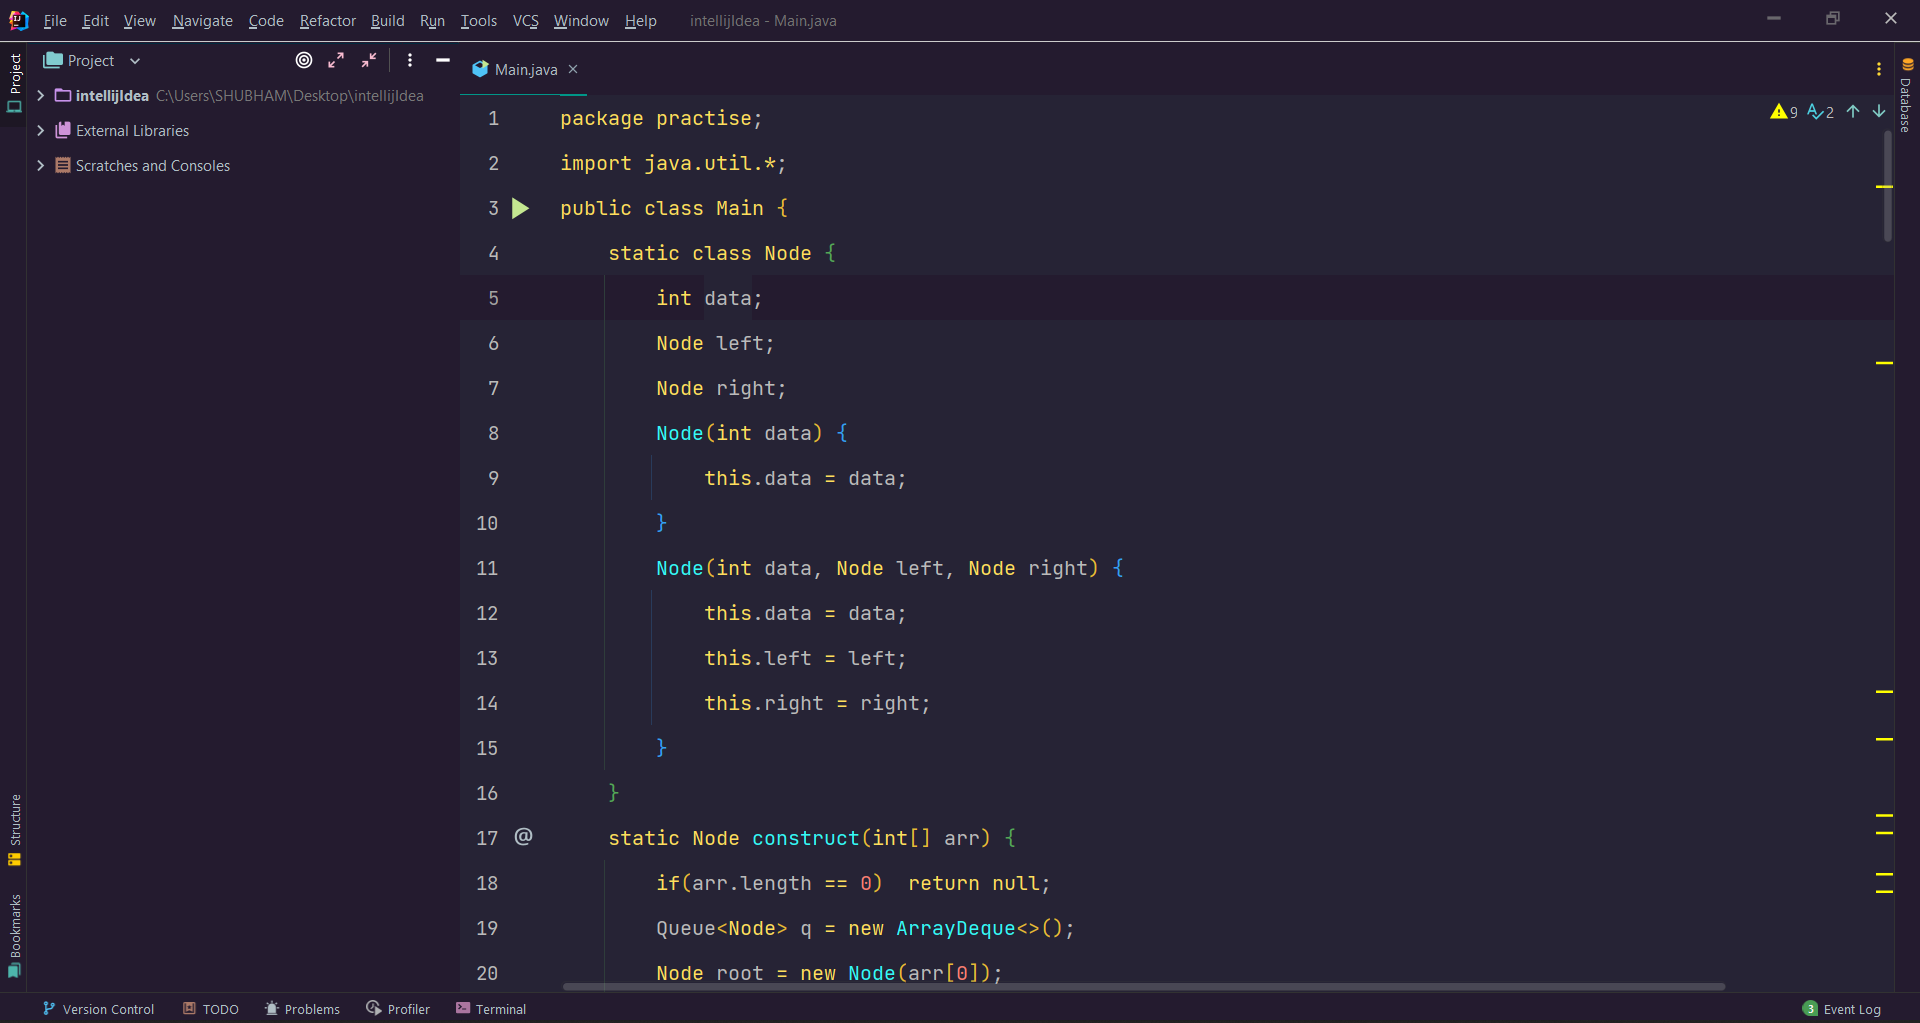 File Edit View Navigate Code Refactor Build Run Tools VCS Window Help intellijIdea - Main.java
Project
Project
Main.java
intellijIdea C:\Users\SHUBHAM\Desktop\intellijIdea
External Libraries
Scratches and Consoles
9 2
Database
1 package practise;
2 import java.util.*;
3 public class Main {
4 static class Node {
5 int data;
6 Node left;
7 Node right;
8 Node(int data) {
9 this.data = data;
10 }
11 Node(int data, Node left, Node right) {
12 this.data = data;
13 this.left = left;
14 this.right = right;
15 }
16 }
17 @ static Node construct(int[] arr) {
18 if(arr.length == 0)  return null;
19 Queue<Node> q = new ArrayDeque<>();
20 Node root = new Node(arr[0]);
Structure
Bookmarks
Version Control TODO Problems Profiler Terminal 3 Event Log